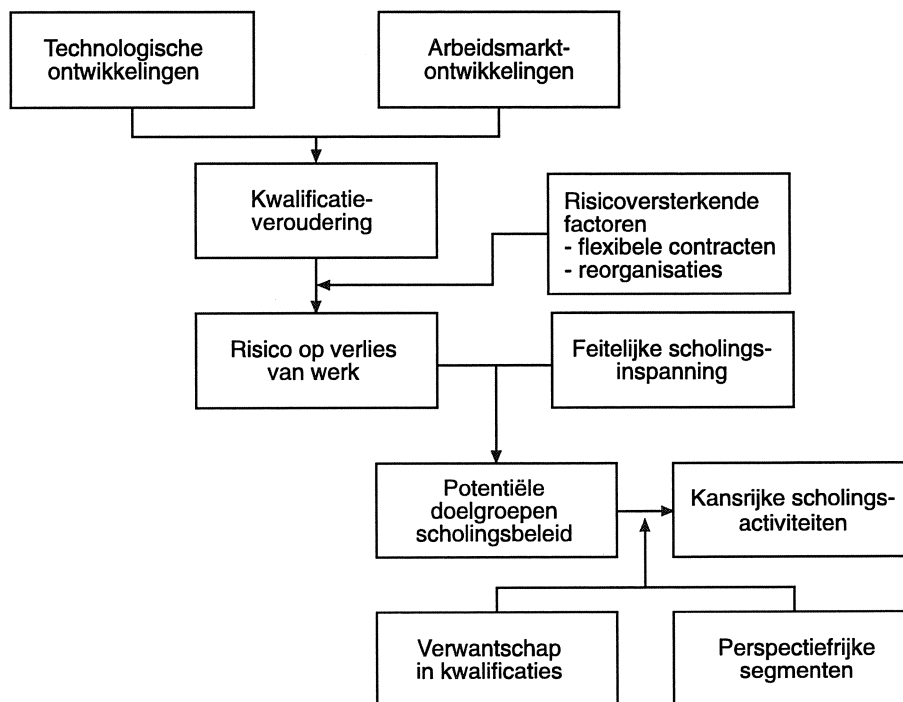 Technologische
ontwikkelingen
Arbeidsmarkt-
ontwikkelingen
Kwalificatie-
veroudering
Risicoversterkende
factoren
- flexibele contracten
- reorganisaties
Risico op verlies
van werk
Feitelijke scholings-
inspanning
Potentiële
doelgroepen
scholingsbeleid
Kansrijke scholings-
activiteiten
Verwantschap
in kwalificaties
Perspectiefrijke
segmenten